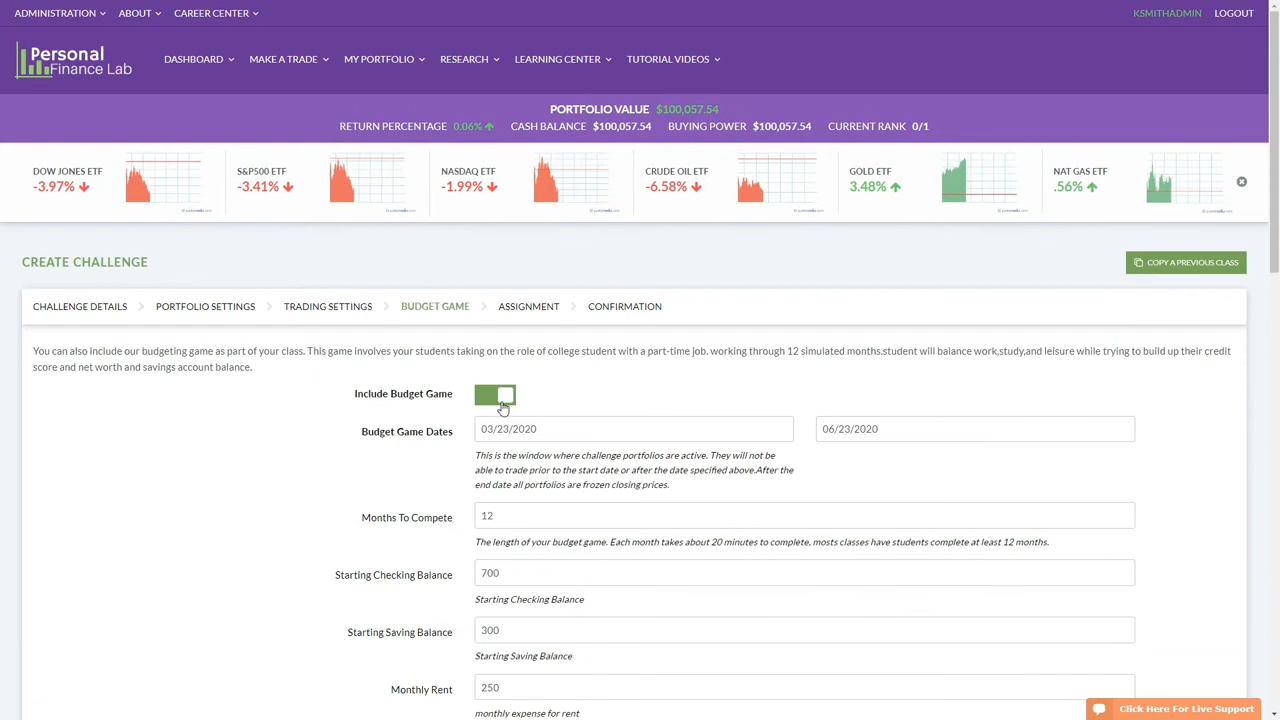 ADMINISTRATION ABOUT CAREER CENTER KSMITHADMIN LOGOUT
Personal
Finance Lab
DASHBOARD MAKE A TRADE MY PORTFOLIO RESEARCH LEARNING CENTER TUTORIAL VIDEOS
PORTFOLIO VALUE $100,057.54
RETURN PERCENTAGE 0.06% CASH BALANCE $100,057.54 BUYING POWER $100,057.54 CURRENT RANK 0/1
DOW JONES ETF S&P500 ETF NASDAQ ETF CRUDE OIL ETF GOLD ETF NAT GAS ETF
-3.97% -3.41% -1.99% -6.58% 3.48% .56%
CREATE CHALLENGE COPY A PREVIOUS CLASS
CHALLENGE DETAILS PORTFOLIO SETTINGS TRADING SETTINGS BUDGET GAME ASSIGNMENT CONFIRMATION
You can also include our budgeting game as part of your class. This game involves your students taking on the role of college student with a part-time job. working through 12 simulated months.student will balance work,study,and leisure while trying to build up their credit
score and net worth and savings account balance.
Include Budget Game
Budget Game Dates 03/23/2020 06/23/2020
This is the window where challenge portfolios are active. They will not be
able to trade prior to the start date or after the date specified above.After the
end date all portfolios are frozen closing prices.
Months To Compete 12
The length of your budget game. Each month takes about 20 minutes to complete, mosts classes have students complete at least 12 months.
Starting Checking Balance 700
Starting Checking Balance
Starting Saving Balance 300
Starting Saving Balance
Monthly Rent 250
monthly expense for rent
Click Here For Live Support